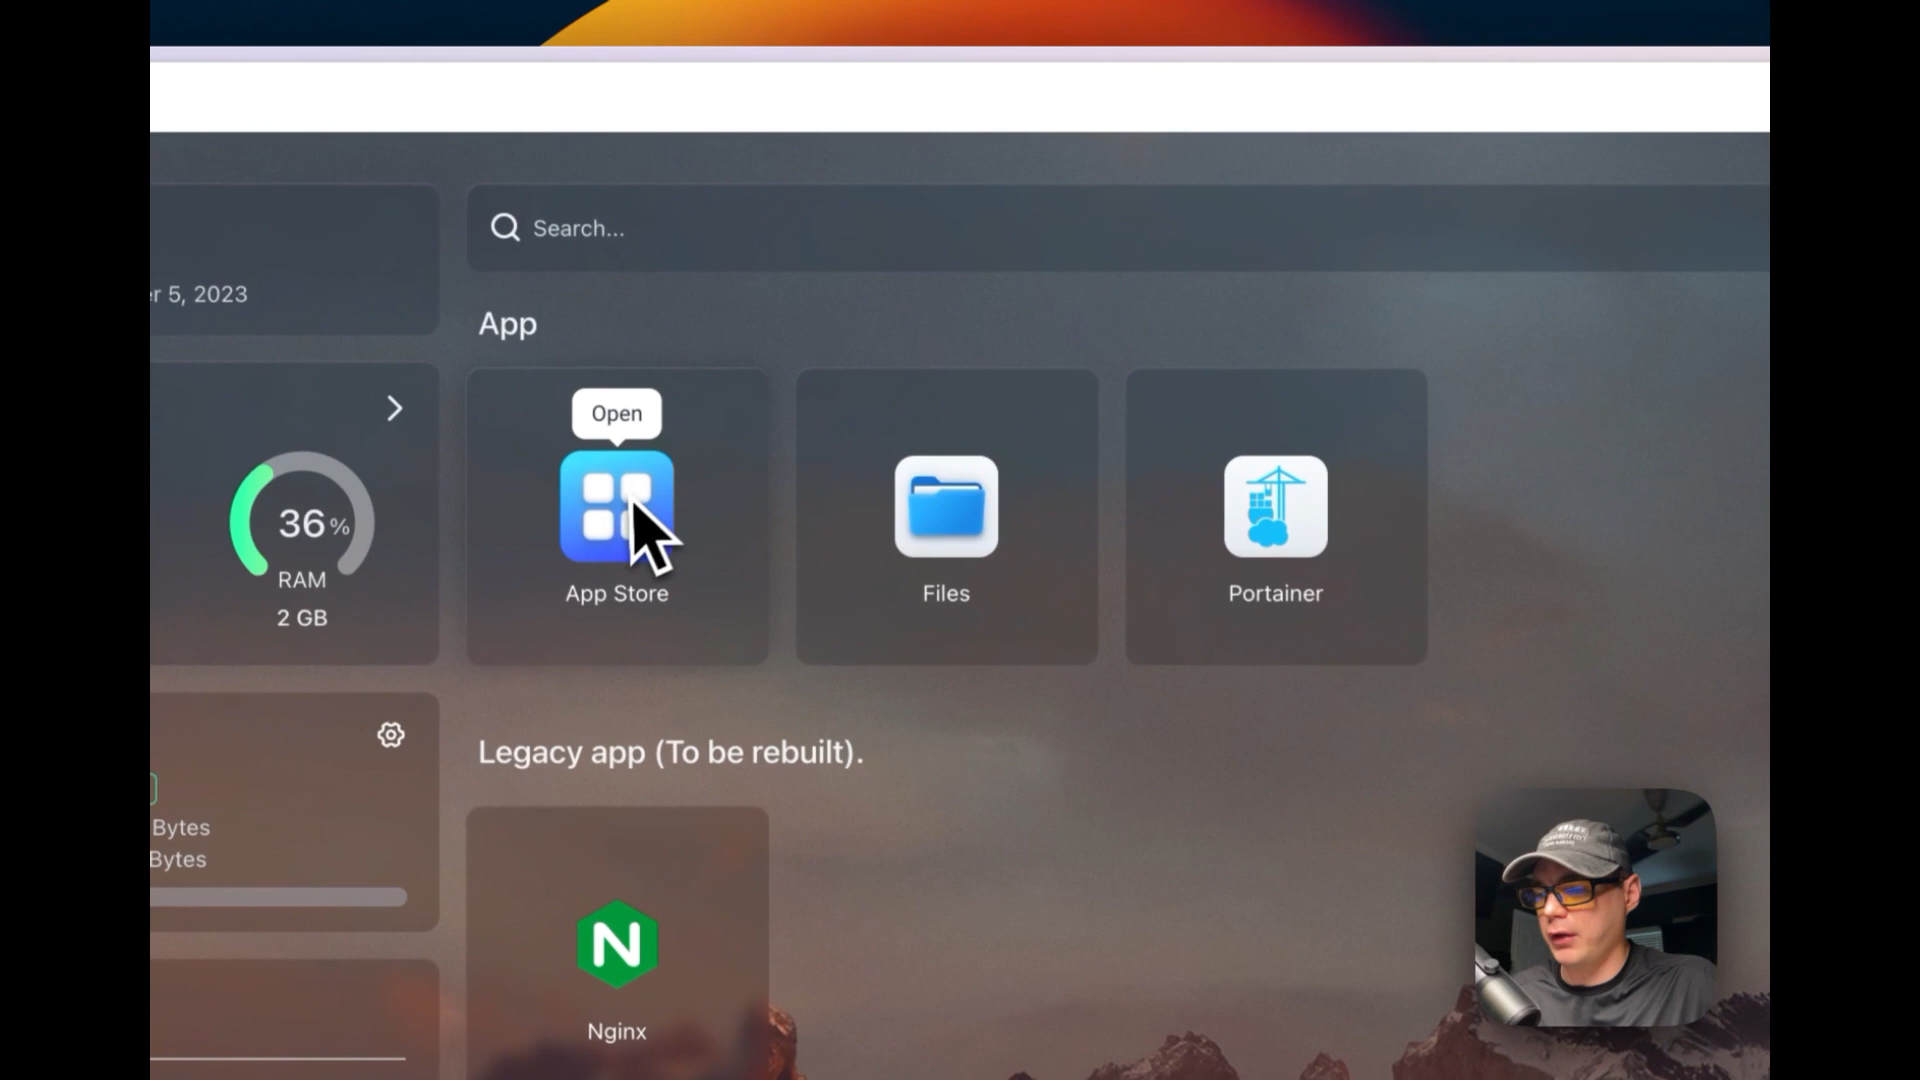 Search...
r 5, 2023
App
Open
36%
RAM
2 GB
App Store
Files
Portainer
Legacy app (To be rebuilt).
Bytes
Bytes
N
Nginx